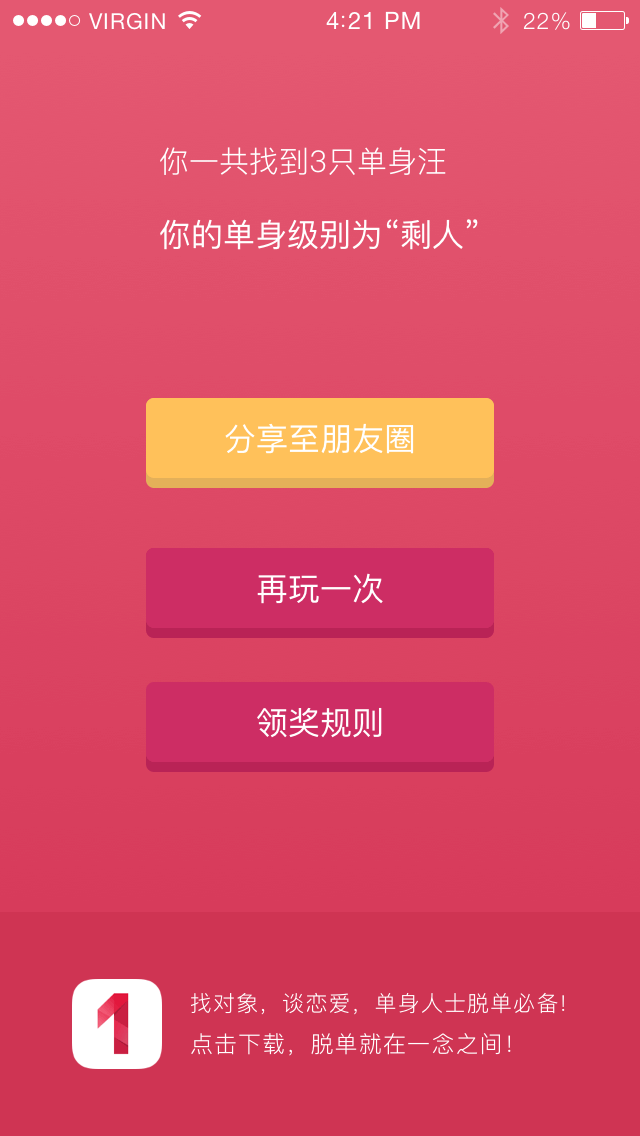 VIRGIN 4:21 PM 22%
你一共找到3只单身汪
你的单身级别为“剩人”
分享至朋友圈
再玩一次
领奖规则
1
找对象，谈恋爱，单身人士脱单必备！
点击下载，脱单就在一念之间！